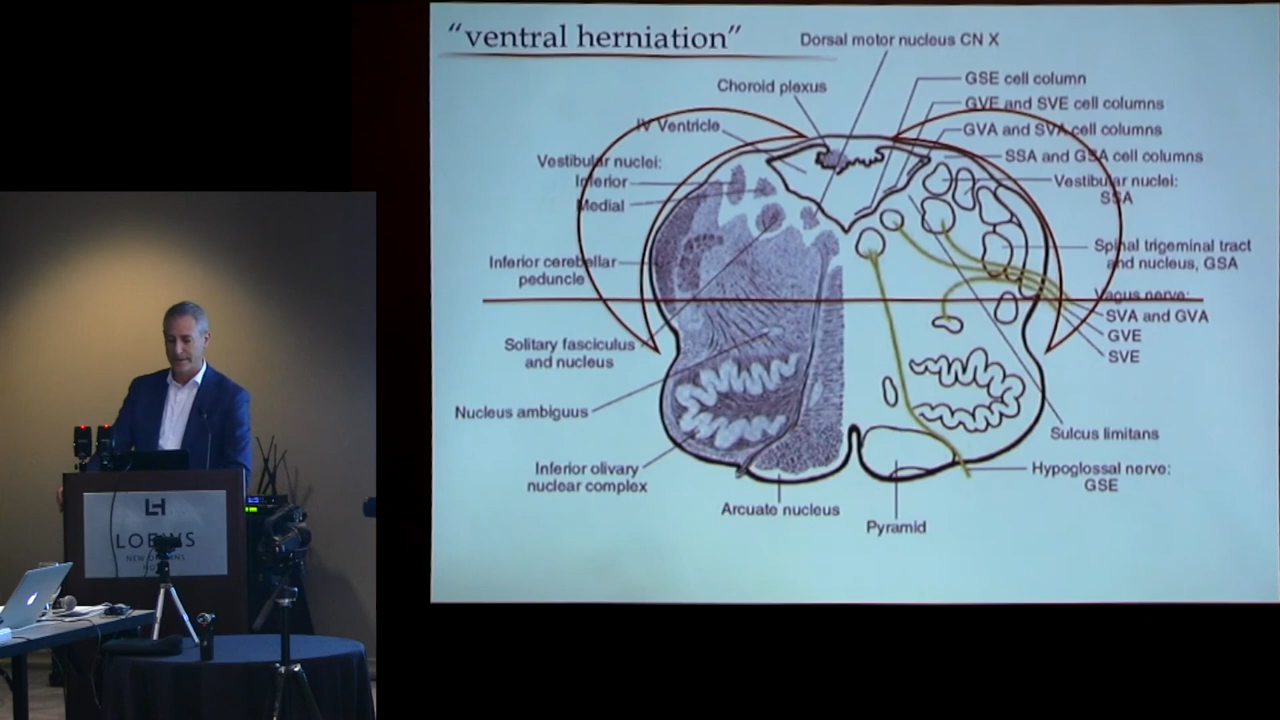 “ventral herniation”
Dorsal motor nucleus CN X
Choroid plexus
GSE cell column
GVE and SVE cell columns
IV Ventricle
GVA and SVA cell columns
Vestibular nuclei:
SSA and GSA cell columns
Inferior
Vestibular nuclei:
SSA
Medial
Spinal trigeminal tract
and nucleus, GSA
Inferior cerebellar
peduncle
Vagus nerve:
SVA and GVA
GVE
SVE
Solitary fasciculus
and nucleus
Nucleus ambiguus
Sulcus limitans
Inferior olivary
nuclear complex
Hypoglossal nerve:
GSE
Arcuate nucleus
Pyramid
LH
LOEWS
NEW ORLEANS